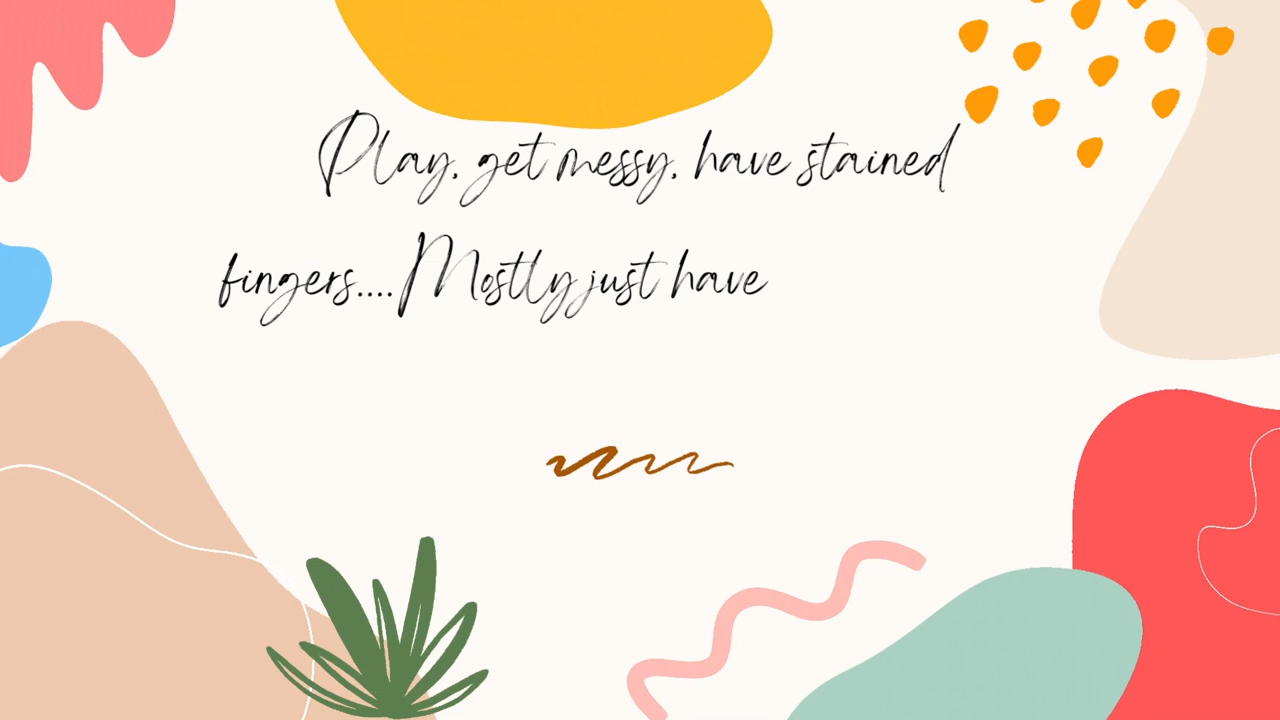 Play, get messy, have stained
fingers....Mostly just have